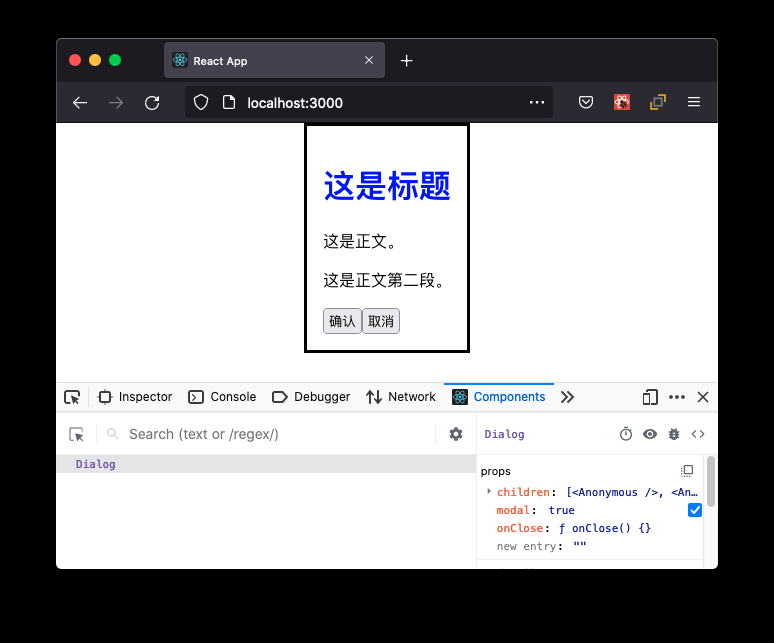 React App
localhost:3000
这是标题
这是正文。
这是正文第二段。
确认 取消
Inspector Console Debugger Network Components
Search (text or /regex/)
Dialog
Dialog
props
children: [<Anonymous />, <An…
modal: true
onClose: ƒ onClose() {}
new entry: ""